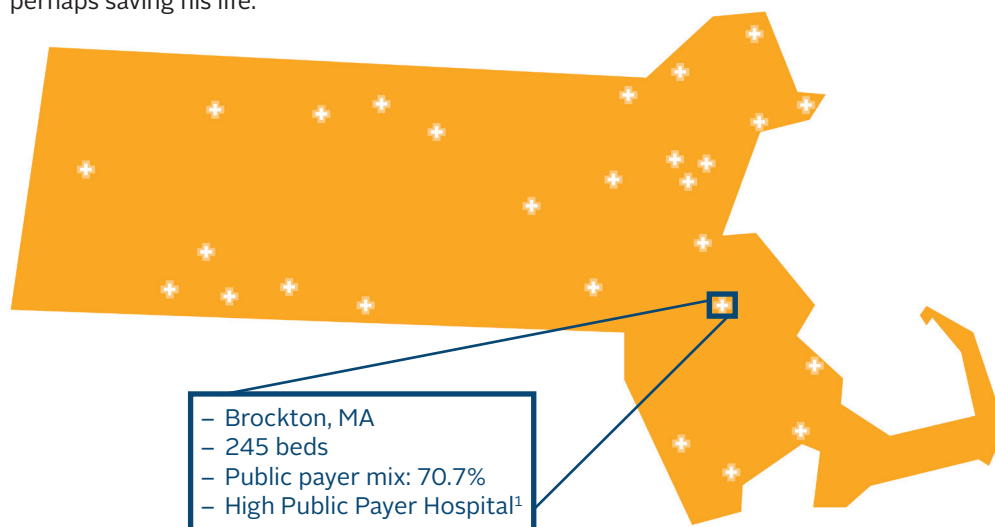 perhaps saving his life.
– Brockton, MA
– 245 beds
– Public payer mix: 70.7%
– High Public Payer Hospital¹